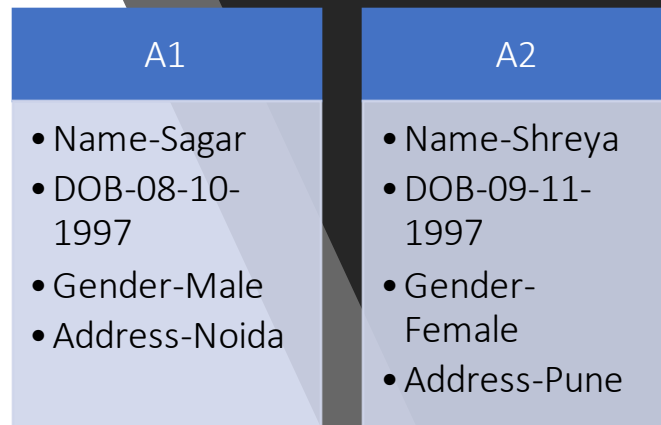 A1
• Name-Sagar
• DOB-08-10-
1997
• Gender-Male
• Address-Noida
A2
• Name-Shreya
• DOB-09-11-
1997
• Gender-
Female
• Address-Pune